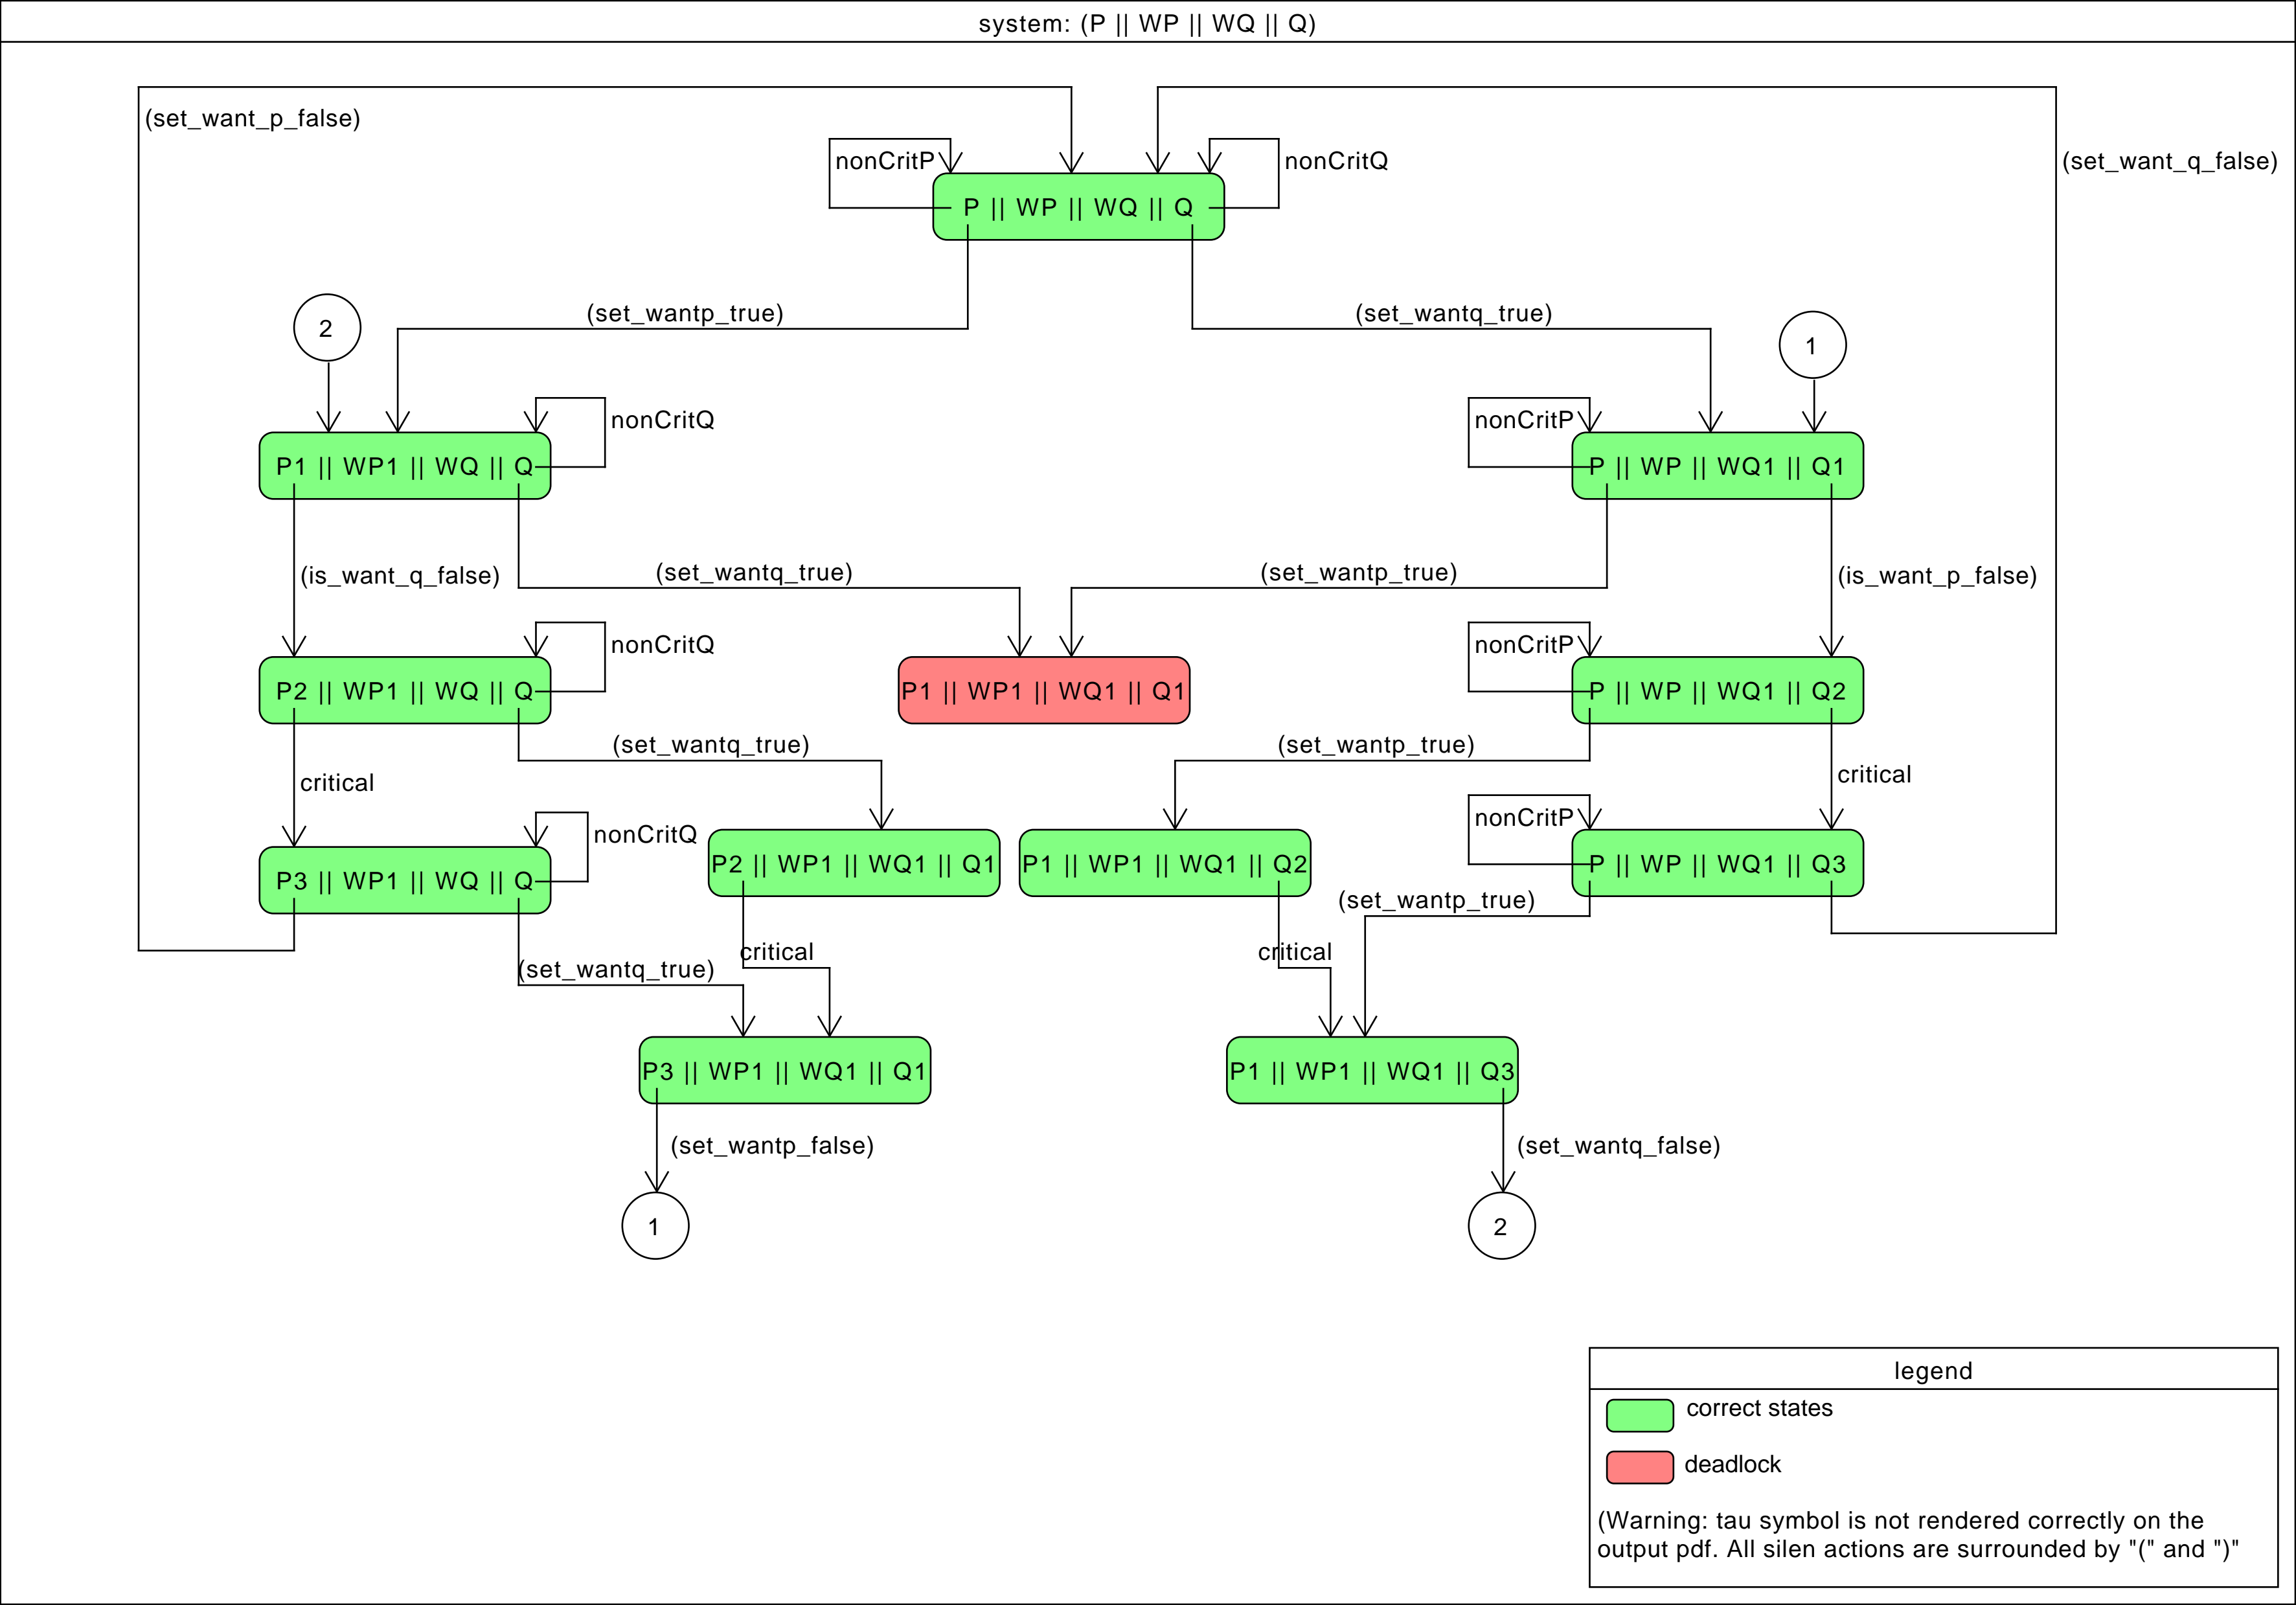 system: (P || WP || WQ || Q)
(set_want_p_false)
nonCritP
nonCritQ
(set_want_q_false)
P || WP || WQ || Q
(set_wantp_true)
(set_wantq_true)
2
1
nonCritQ
nonCritP
P1 || WP1 || WQ || Q
P || WP || WQ1 || Q1
(is_want_q_false)
(set_wantq_true)
(set_wantp_true)
(is_want_p_false)
nonCritQ
nonCritP
P2 || WP1 || WQ || Q
P1 || WP1 || WQ1 || Q1
P || WP || WQ1 || Q2
(set_wantq_true)
(set_wantp_true)
critical
critical
nonCritQ
nonCritP
P3 || WP1 || WQ || Q
P2 || WP1 || WQ1 || Q1
P1 || WP1 || WQ1 || Q2
P || WP || WQ1 || Q3
(set_wantp_true)
(set_wantq_true)
critical
critical
P3 || WP1 || WQ1 || Q1
P1 || WP1 || WQ1 || Q3
(set_wantp_false)
(set_wantq_false)
1
2
legend
correct states
deadlock
(Warning: tau symbol is not rendered correctly on the
output pdf. All silen actions are surrounded by "(" and ")"